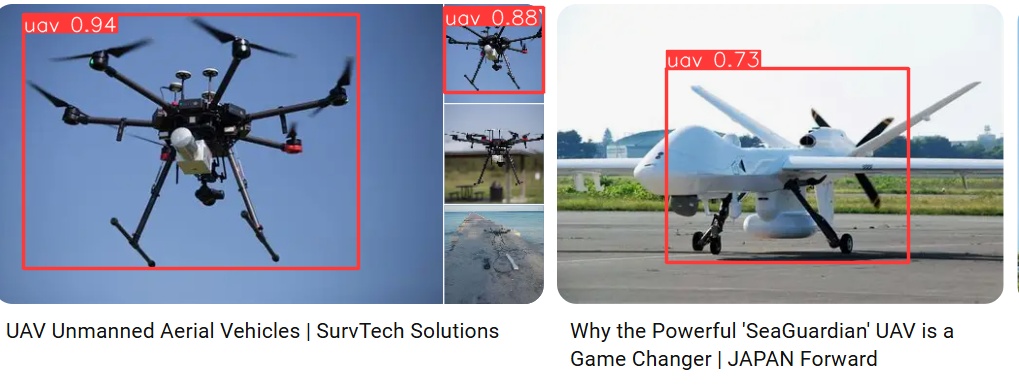 uav 0.94
uav 0.88
uav 0.73
UAV Unmanned Aerial Vehicles | SurvTech Solutions
Why the Powerful 'SeaGuardian' UAV is a
Game Changer | JAPAN Forward